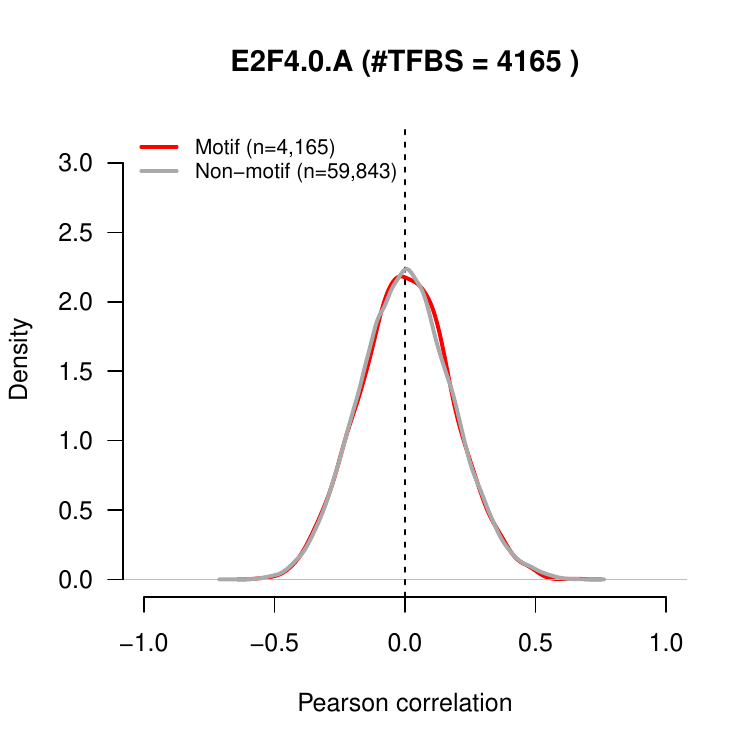 E2F4.0.A (#TFBS = 4165 )
Motif (n=4,165)
Non−motif (n=59,843)
3.0
2.5
2.0
1.5
1.0
0.5
0.0
Density
−1.0 −0.5 0.0 0.5 1.0
Pearson correlation